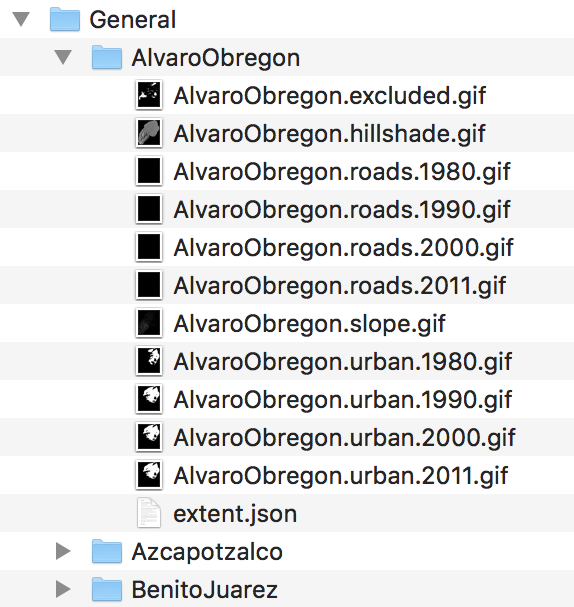 General
AlvaroObregon
AlvaroObregon.excluded.gif
AlvaroObregon.hillshade.gif
AlvaroObregon.roads.1980.gif
AlvaroObregon.roads.1990.gif
AlvaroObregon.roads.2000.gif
AlvaroObregon.roads.2011.gif
AlvaroObregon.slope.gif
AlvaroObregon.urban.1980.gif
AlvaroObregon.urban.1990.gif
AlvaroObregon.urban.2000.gif
AlvaroObregon.urban.2011.gif
extent.json
Azcapotzalco
BenitoJuarez